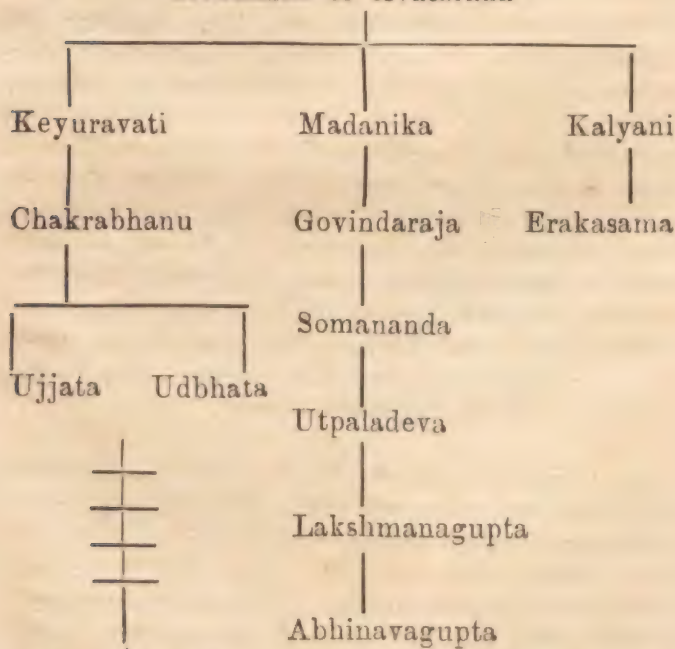 Keyuravati Madanika Kalyani
Chakrabhanu Govindaraja Erakasama
Somananda
Ujjata Udbhata
Utpaladeva
Lakshmanagupta
Abhinavagupta